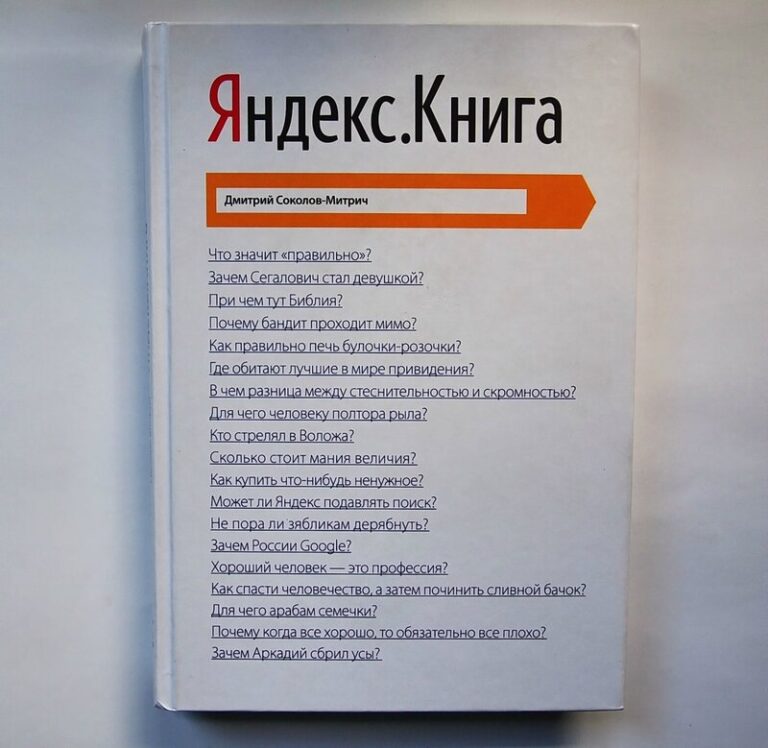 Яндекс.Книга
Дмитрий Соколов-Митрич
Что значит «правильно»?
Зачем Сегалович стал девушкой?
При чем тут Библия?
Почему бандит проходит мимо?
Как правильно печь булочки-розочки?
Где обитают лучшие в мире привидения?
В чем разница между стеснительностью и скромностью?
Для чего человеку полтора рыла?
Кто стрелял в Воложа?
Сколько стоит мания величия?
Как купить что-нибудь ненужное?
Может ли Яндекс подавлять поиск?
Не пора ли зябликам дерябнуть?
Зачем России Google?
Хороший человек — это профессия?
Как спасти человечество, а затем починить сливной бачок?
Для чего арабам семечки?
Почему когда все хорошо, то обязательно все плохо?
Зачем Аркадий сбрил усы?